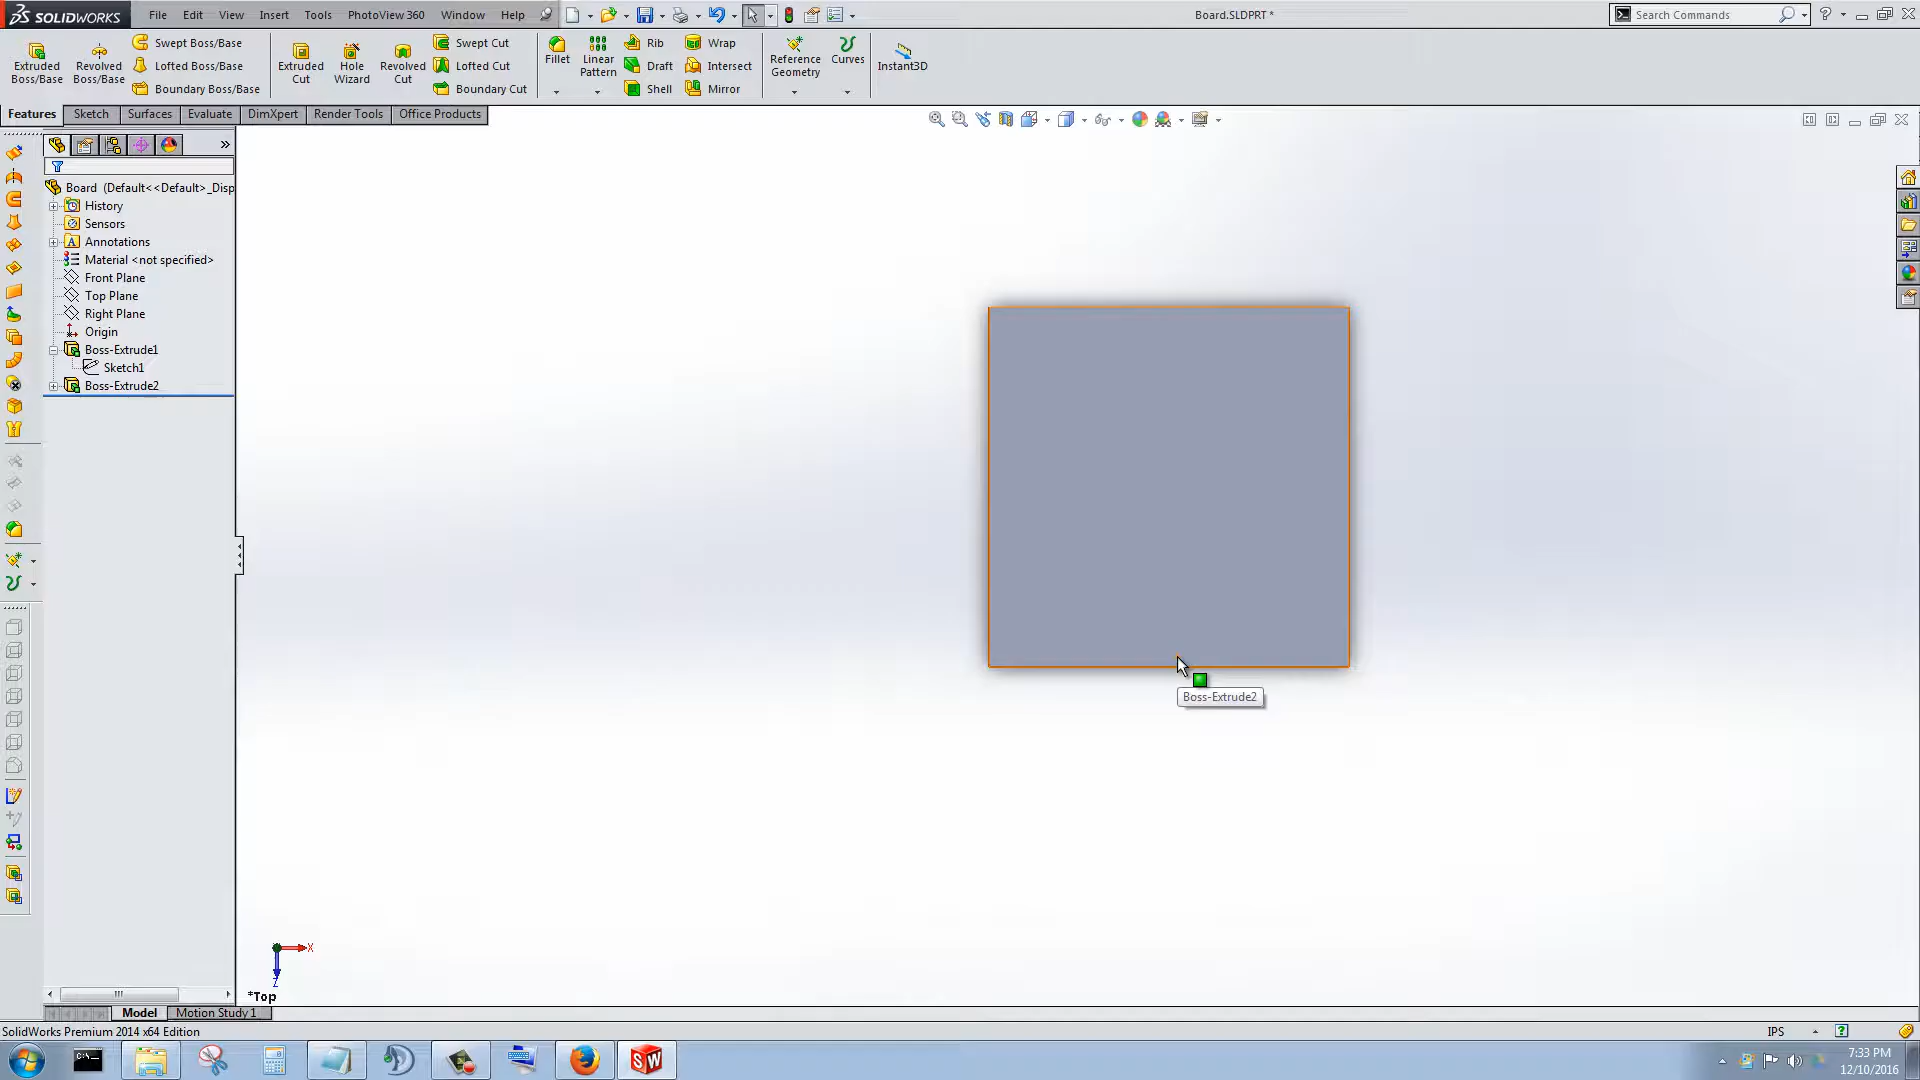 SOLIDWORKS File Edit View Insert Tools PhotoView 360 Window Help Board.SLDPRT * Search Commands
Extruded Boss/Base
Revolved Boss/Base
Swept Boss/Base
Lofted Boss/Base
Boundary Boss/Base
Extruded Cut
Hole Wizard
Revolved Cut
Swept Cut
Lofted Cut
Boundary Cut
Fillet
Linear Pattern
Rib
Draft
Shell
Wrap
Intersect
Mirror
Reference Geometry
Curves
Instant3D
Features Sketch Surfaces Evaluate DimXpert Render Tools Office Products
Board (Default<<Default>_Disp
History
Sensors
Annotations
Material <not specified>
Front Plane
Top Plane
Right Plane
Origin
Boss-Extrude1
Sketch1
Boss-Extrude2
Boss-Extrude2
X
Z
*Top
Model Motion Study 1
SolidWorks Premium 2014 x64 Edition IPS
7:33 PM
12/10/2016